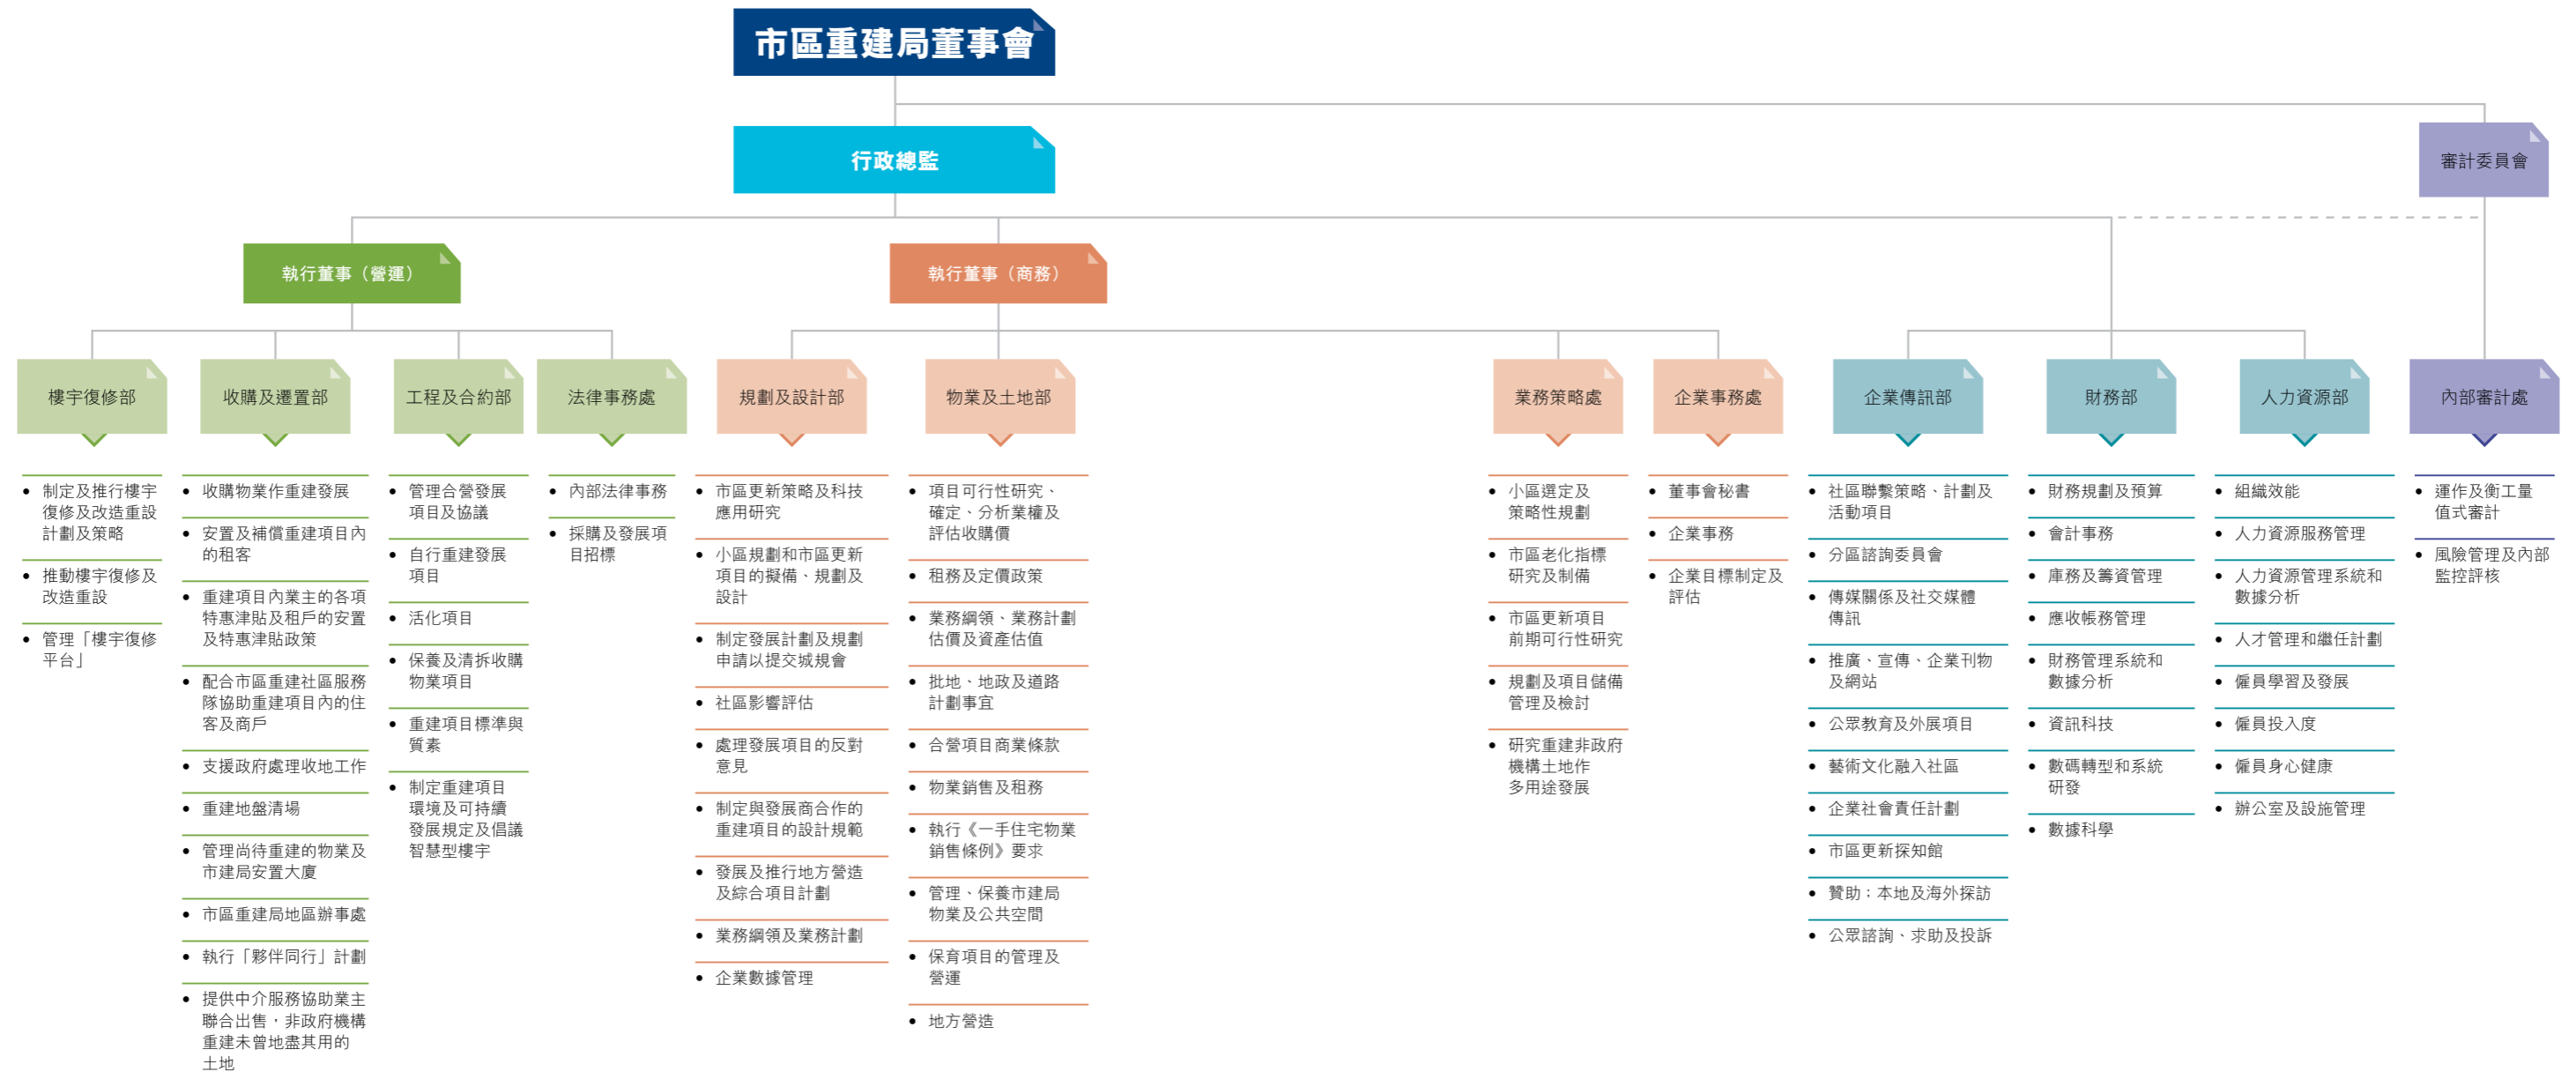 市區重建局董事會
行政總監
審計委員會
執行董事（營運）
執行董事（商務）
樓宇復修部
收購及遷置部
工程及合約部
法律事務處
規劃及設計部
物業及土地部
業務策略處
企業事務處
企業傳訊部
財務部
人力資源部
內部審計處
• 制定及推行樓宇
復修及改造重設
計劃及策略
• 推動樓宇復修及
改造重設
• 管理「樓宇復修
平台」
• 收購物業作重建發展
• 安置及補償重建項目內
的租客
• 重建項目內業主的各項
特惠津貼及租戶的安置
及特惠津貼政策
• 配合市區重建社區服務
隊協助重建項目內的住
客及商戶
• 支援政府處理收地工作
• 重建地盤清場
• 管理尚待重建的物業及
市建局安置大廈
• 市區重建局地區辦事處
• 執行「夥伴同行」計劃
• 提供中介服務協助業主
聯合出售，非政府機構
重建未曾地盡其用的
土地
• 管理合營發展
項目及協議
• 自行重建發展
項目
• 活化項目
• 保養及清拆收購
物業項目
• 重建項目標準與
質素
• 制定重建項目
環境及可持續
發展規定及倡議
智慧型樓宇
• 內部法律事務
• 採購及發展項
目招標
• 市區更新策略及科技
應用研究
• 小區規劃和市區更新
項目的擬備、規劃及
設計
• 制定發展計劃及規劃
申請以提交城規會
• 社區影響評估
• 處理發展項目的反對
意見
• 制定與發展商合作的
重建項目的設計規範
• 發展及推行地方營造
及綜合項目計劃
• 業務綱領及業務計劃
• 企業數據管理
• 項目可行性研究、
確定、分析業權及
評估收購價
• 租務及定價政策
• 業務綱領、業務計劃
估價及資產估值
• 批地、地政及道路
計劃事宜
• 合營項目商業條款
• 物業銷售及租務
• 執行《一手住宅物業
銷售條例》要求
• 管理、保養市建局
物業及公共空間
• 保育項目的管理及
營運
• 地方營造
• 小區選定及
策略性規劃
• 市區老化指標
研究及制備
• 市區更新項目
前期可行性研究
• 規劃及項目儲備
管理及檢討
• 研究重建非政府
機構土地作
多用途發展
• 董事會秘書
• 企業事務
• 企業目標制定及
評估
• 社區聯繫策略、計劃及
活動項目
• 分區諮詢委員會
• 傳媒關係及社交媒體
傳訊
• 推廣、宣傳、企業刊物
及網站
• 公眾教育及外展項目
• 藝術文化融入社區
• 企業社會責任計劃
• 市區更新探知館
• 贊助；本地及海外探訪
• 公眾諮詢、求助及投訴
• 財務規劃及預算
• 會計事務
• 庫務及籌資管理
• 應收帳務管理
• 財務管理系統和
數據分析
• 資訊科技
• 數碼轉型和系統
研發
• 數據科學
• 組織效能
• 人力資源服務管理
• 人力資源管理系統和
數據分析
• 人才管理和繼任計劃
• 僱員學習及發展
• 僱員投入度
• 僱員身心健康
• 辦公室及設施管理
• 運作及衡工量
值式審計
• 風險管理及內部
監控評核